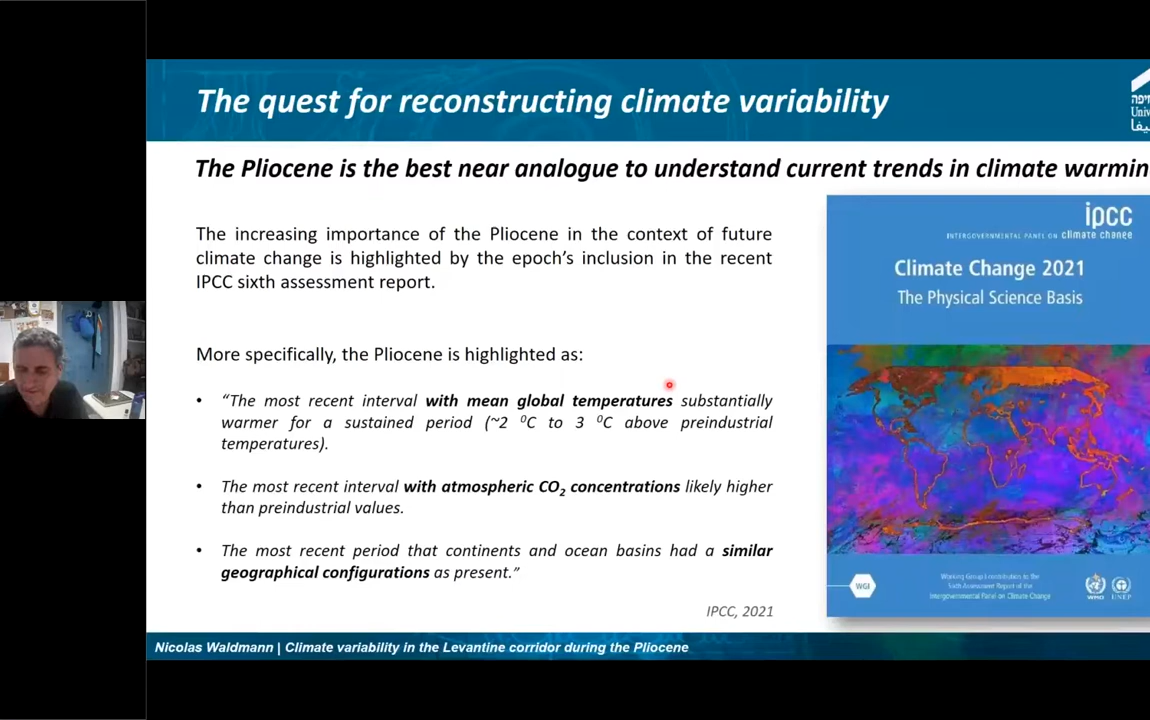 The quest for reconstructing climate variability
The Pliocene is the best near analogue to understand current trends in climate warmin
The increasing importance of the Pliocene in the context of future
climate change is highlighted by the epoch's inclusion in the recent
IPCC sixth assessment report.
More specifically, the Pliocene is highlighted as:
• “The most recent interval with mean global temperatures substantially
warmer for a sustained period (~2 ⁰C to 3 ⁰C above preindustrial
temperatures).
• The most recent interval with atmospheric CO₂ concentrations likely higher
than preindustrial values.
• The most recent period that continents and ocean basins had a similar
geographical configurations as present.”
IPCC, 2021
ipcc
INTERGOVERNMENTAL PANEL ON climate change
Climate Change 2021
The Physical Science Basis
WGI
Working Group I contribution to the
Sixth Assessment Report of the
Intergovernmental Panel on Climate Change
WMO
UNEP
Univ
Nicolas Waldmann | Climate variability in the Levantine corridor during the Pliocene